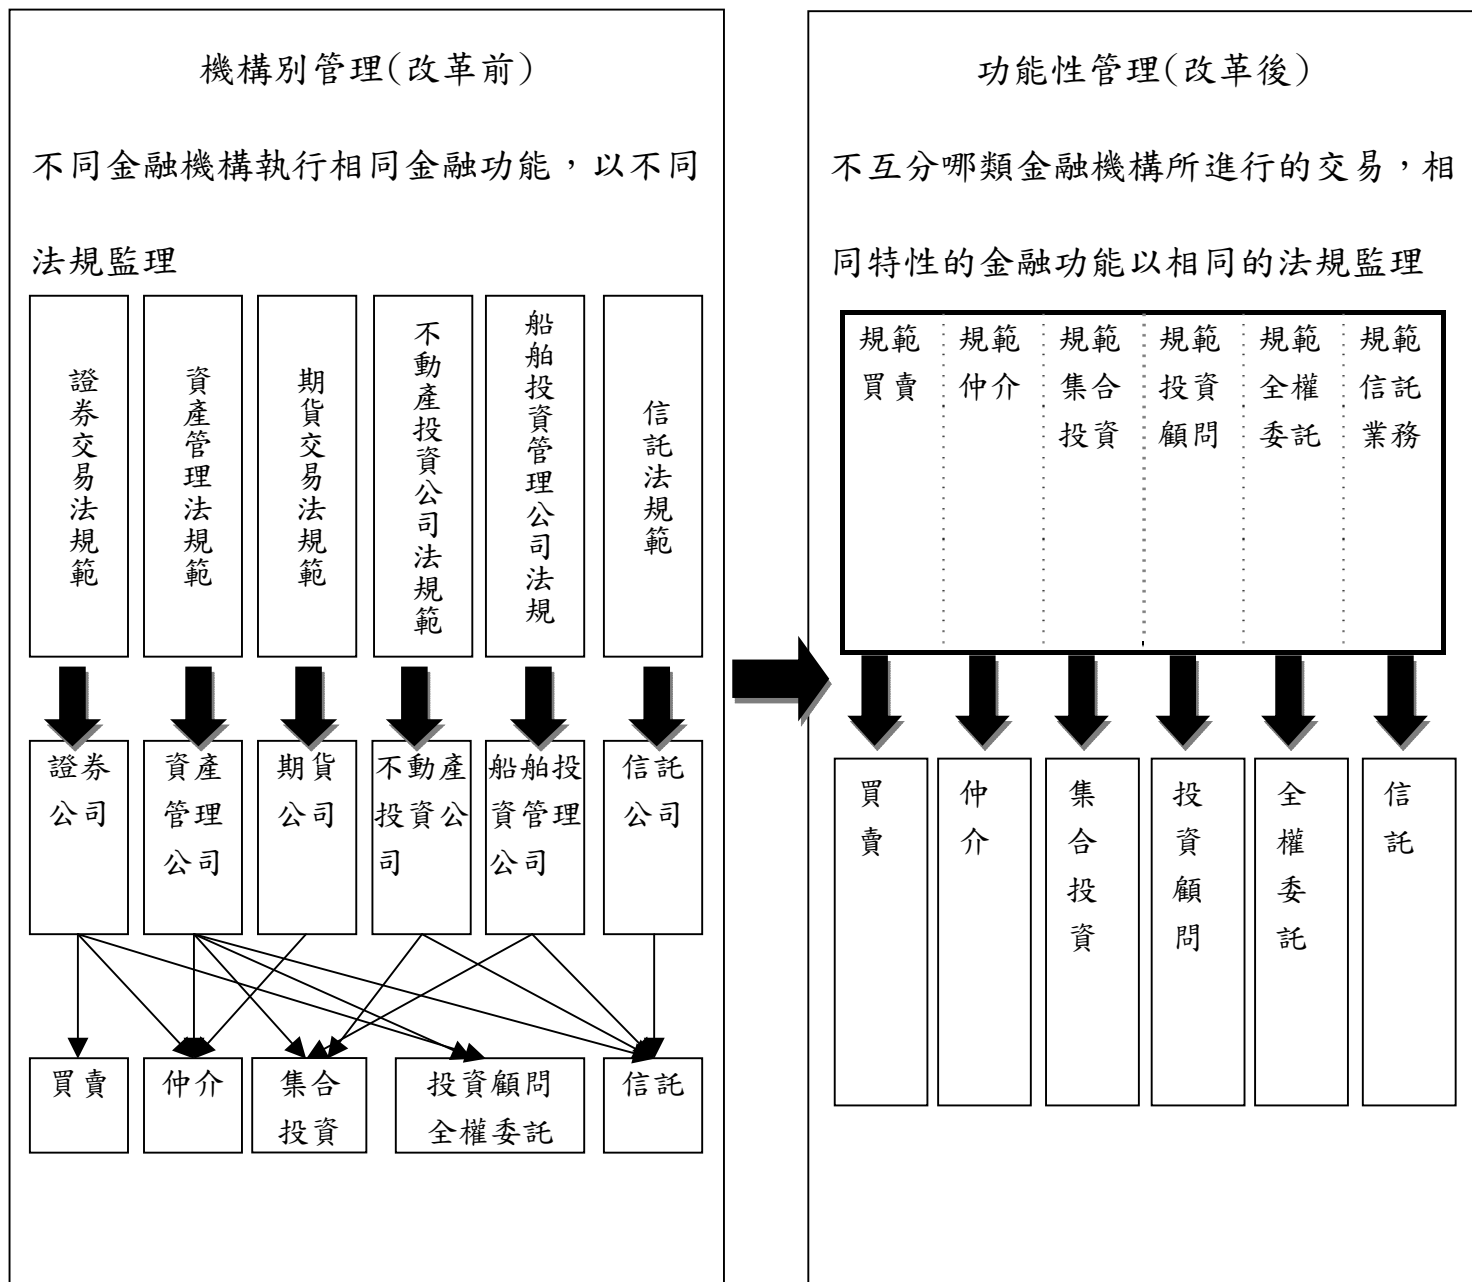 機構別管理(改革前)
不同金融機構執行相同金融功能，以不同
法規監理
證券交易法規範
資產管理法規範
期貨交易法規範
不動產投資公司法規範
船舶投資管理公司法規
信託法規範
證券
公司
資產
管理
公司
期貨
公司
不動產
投資公
司
船舶投
資管理
公司
信託
公司
買賣
仲介
集合
投資
投資顧問
全權委託
信託
功能性管理(改革後)
不互分哪類金融機構所進行的交易，相
同特性的金融功能以相同的法規監理
規範
買賣
規範
仲介
規範
集合
投資
規範
投資
顧問
規範
全權
委託
規範
信託
業務
買賣
仲介
集合投資
投資顧問
全權委託
信託